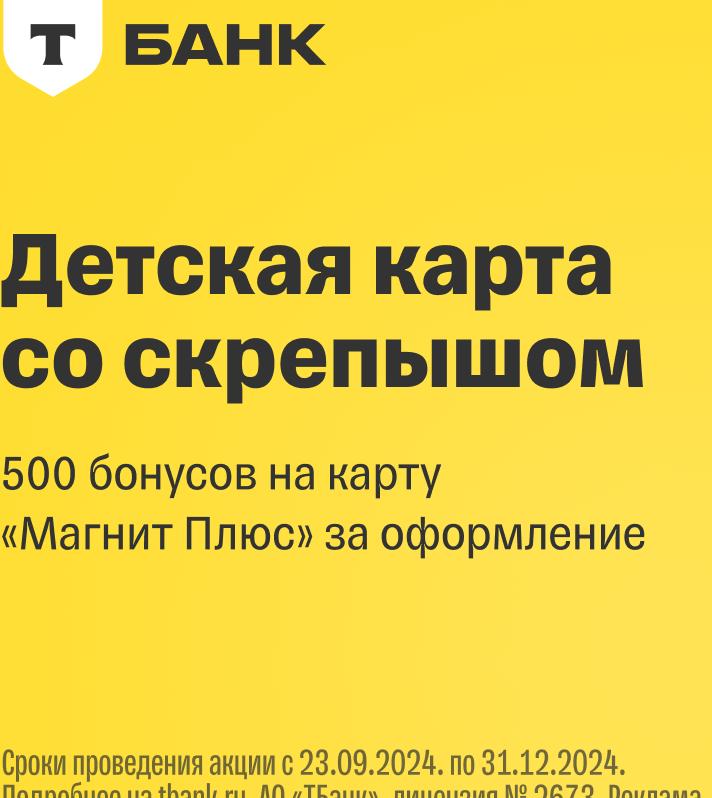 Т БАНК
Детская карта
со скрепышом
500 бонусов на карту
«Магнит Плюс» за оформление
Сроки проведения акции с 23.09.2024. по 31.12.2024.
Подробнее на tbank.ru. АО «ТБанк», лицензия № 2673. Реклама